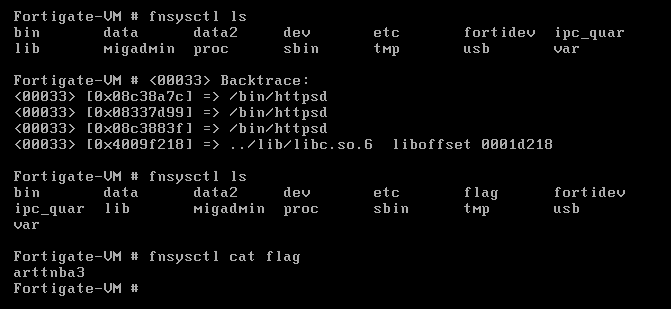 Fortigate-VM # fnsysctl ls
bin data data2 dev etc fortidev ipc_quar
lib migadmin proc sbin tmp usb var
Fortigate-VM # <00033> Backtrace:
<00033> [0x08c38a7c] => /bin/httpsd
<00033> [0x08337d99] => /bin/httpsd
<00033> [0x08c3883f] => /bin/httpsd
<00033> [0x4009f218] => ../lib/libc.so.6 liboffset 0001d218
Fortigate-VM # fnsysctl ls
bin data data2 dev etc flag fortidev
ipc_quar lib migadmin proc sbin tmp usb
var
Fortigate-VM # fnsysctl cat flag
arttnba3
Fortigate-VM #